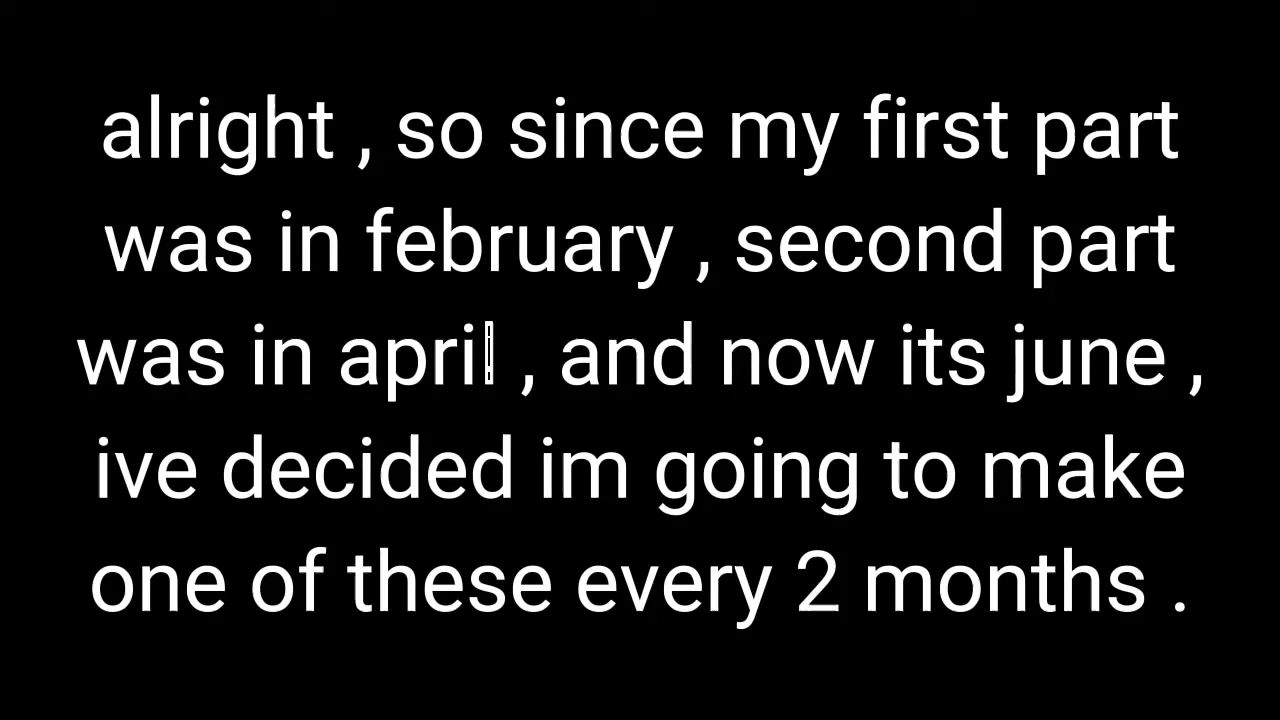 alright , so since my first part
was in february , second part
was in april , and now its june ,
ive decided im going to make
one of these every 2 months .